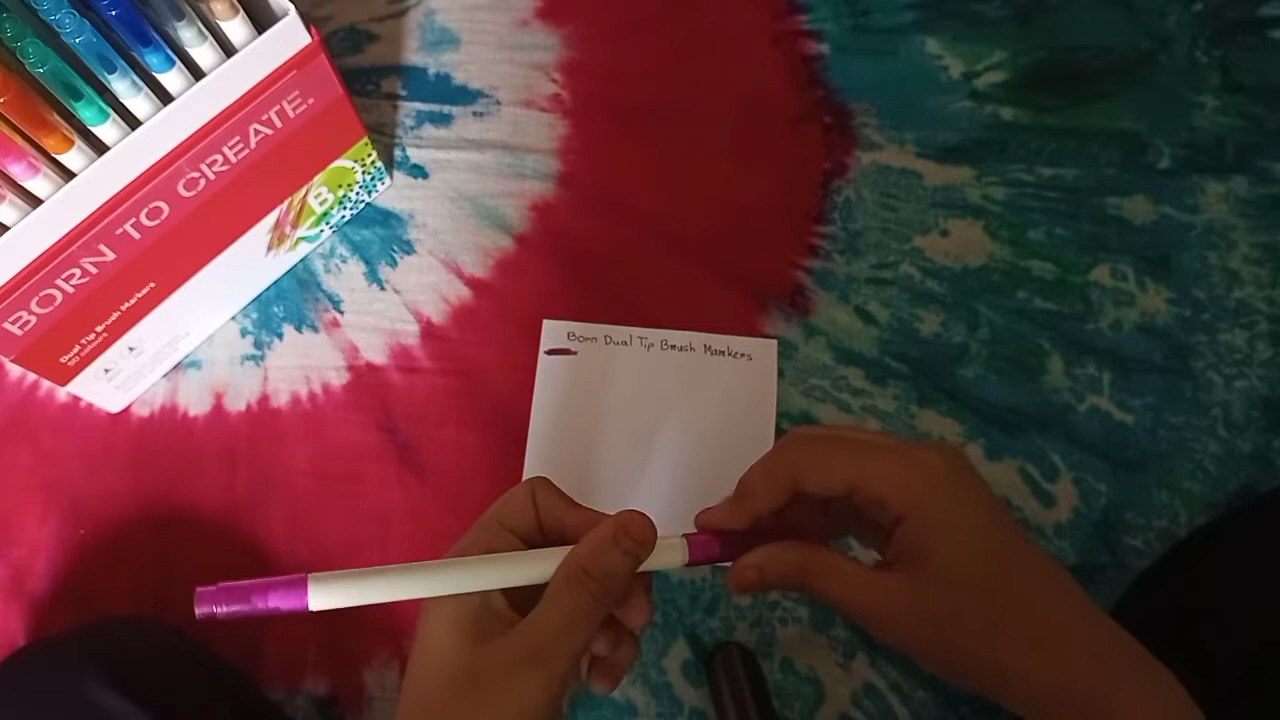 BORN TO CREATE.
B.
Dual Tip Brush Markers
Born Dual Tip Brush Markers